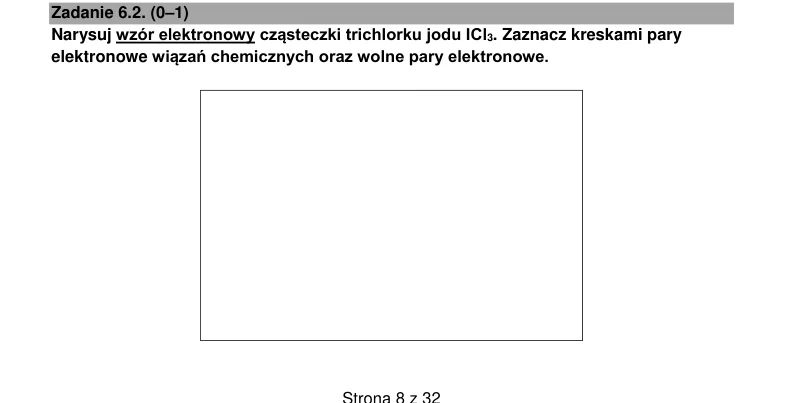 Zadanie 6.2. (0–1)
Narysuj wzór elektronowy cząsteczki trichlorku jodu ICl₃. Zaznacz kreskami pary
elektronowe wiązań chemicznych oraz wolne pary elektronowe.
Strona 8 z 32